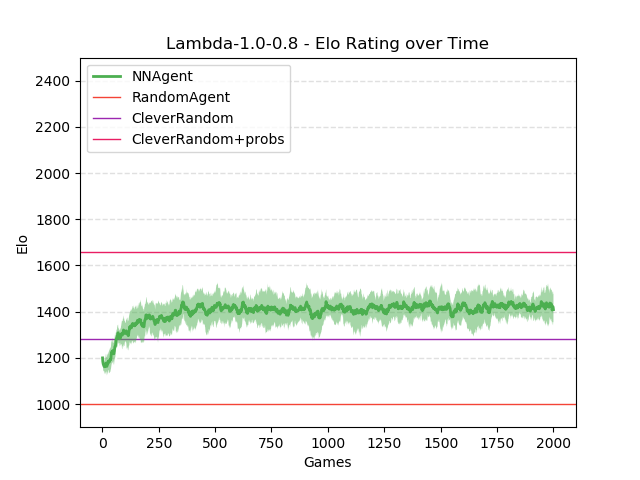 Lambda-1.0-0.8 - Elo Rating over Time
NNAgent
RandomAgent
CleverRandom
CleverRandom+probs
2400
2200
2000
1800
1600
1400
1200
1000
Elo
0
250
500
750
1000
1250
1500
1750
2000
Games